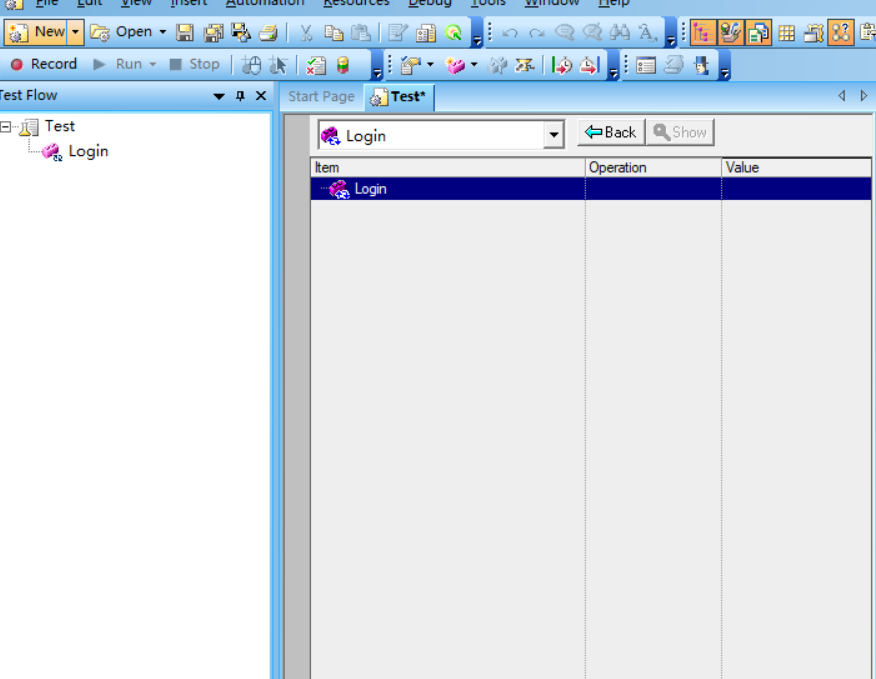 File Edit View Insert Automation Resources Debug Tools Window Help
New Open
Record Run Stop
Test Flow
Start Page Test*
Test
Login
Login Back Show
Item Operation Value
Login